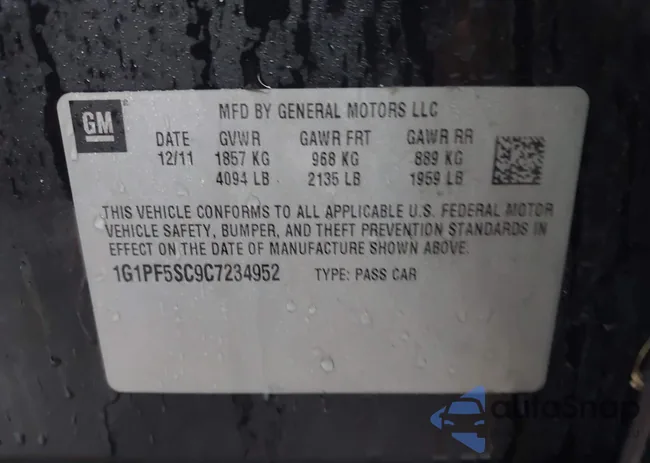 GM
MFD BY GENERAL MOTORS LLC
DATE GVWR GAWR FRT GAWR RR
12/11 1857 KG 968 KG 889 KG
4094 LB 2135 LB 1959 LB
THIS VEHICLE CONFORMS TO ALL APPLICABLE U.S. FEDERAL MOTOR
VEHICLE SAFETY, BUMPER, AND THEFT PREVENTION STANDARDS IN
EFFECT ON THE DATE OF MANUFACTURE SHOWN ABOVE.
1G1PF5SC9C7234952 TYPE: PASS CAR
autoSnap